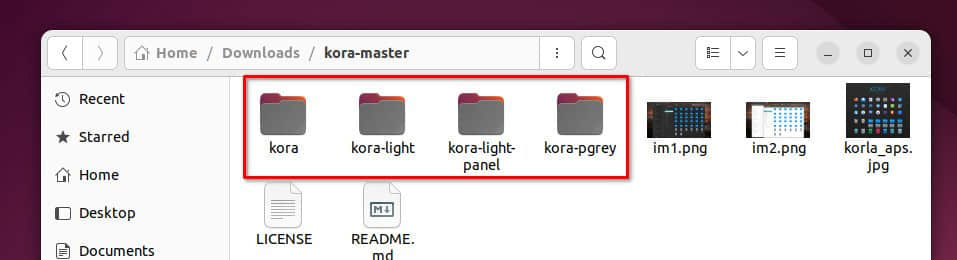 Home / Downloads / kora-master
Recent
Starred
Home
Desktop
Documents
kora
kora-light
kora-light-
panel
kora-pgrey
im1.png
im2.png
korla_aps.
jpg
LICENSE
README.
md